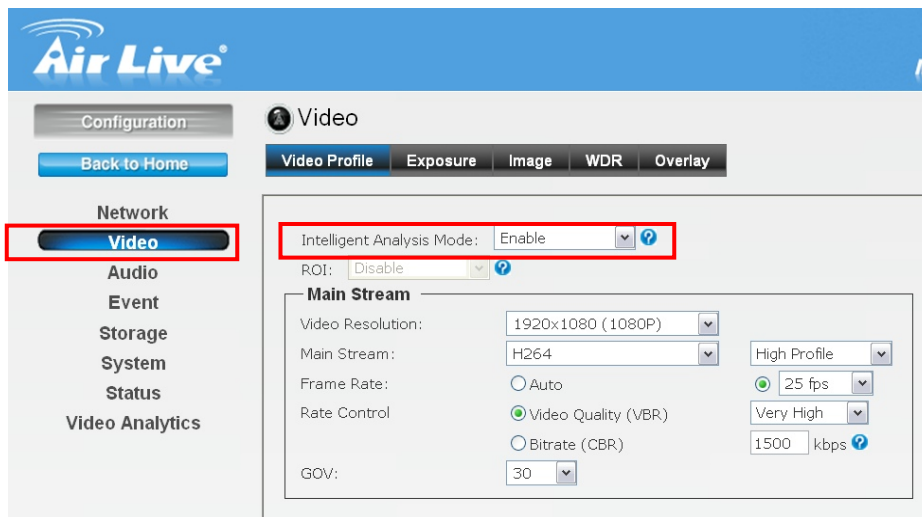 Air Live®
Configuration
Back to Home
Network
Video
Audio
Event
Storage
System
Status
Video Analytics
Video
Video Profile Exposure Image WDR Overlay
Intelligent Analysis Mode: Enable ?
ROI: Disable ?
Main Stream
Video Resolution: 1920x1080 (1080P)
Main Stream: H264 High Profile
Frame Rate: Auto 25 fps
Rate Control Video Quality (VBR) Very High
Bitrate (CBR) 1500 kbps ?
GOV: 30